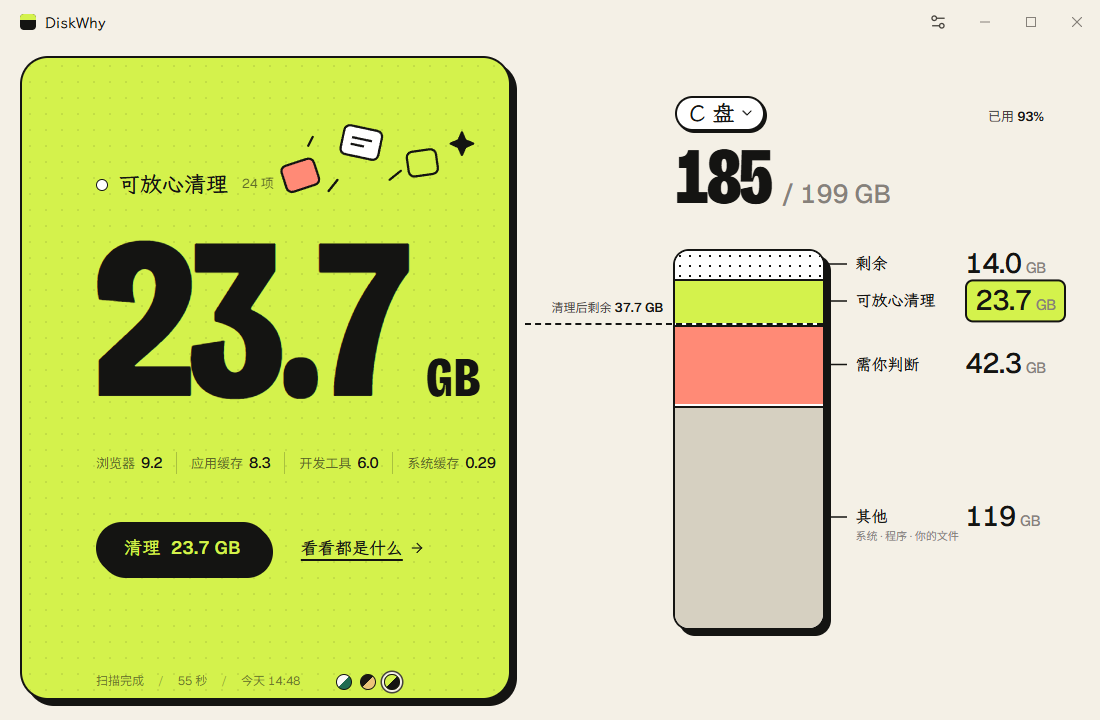 DiskWhy
可放心清理 24 项
23.7 GB
浏览器 9.2 应用缓存 8.3 开发工具 6.0 系统缓存 0.29
清理 23.7 GB 看看都是什么 →
扫描完成 / 55 秒 / 今天 14:48
C 盘
已用 93%
185 / 199 GB
剩余 14.0 GB
可放心清理 23.7 GB
清理后剩余 37.7 GB
需你判断 42.3 GB
其他 119 GB
系统 · 程序 · 你的文件